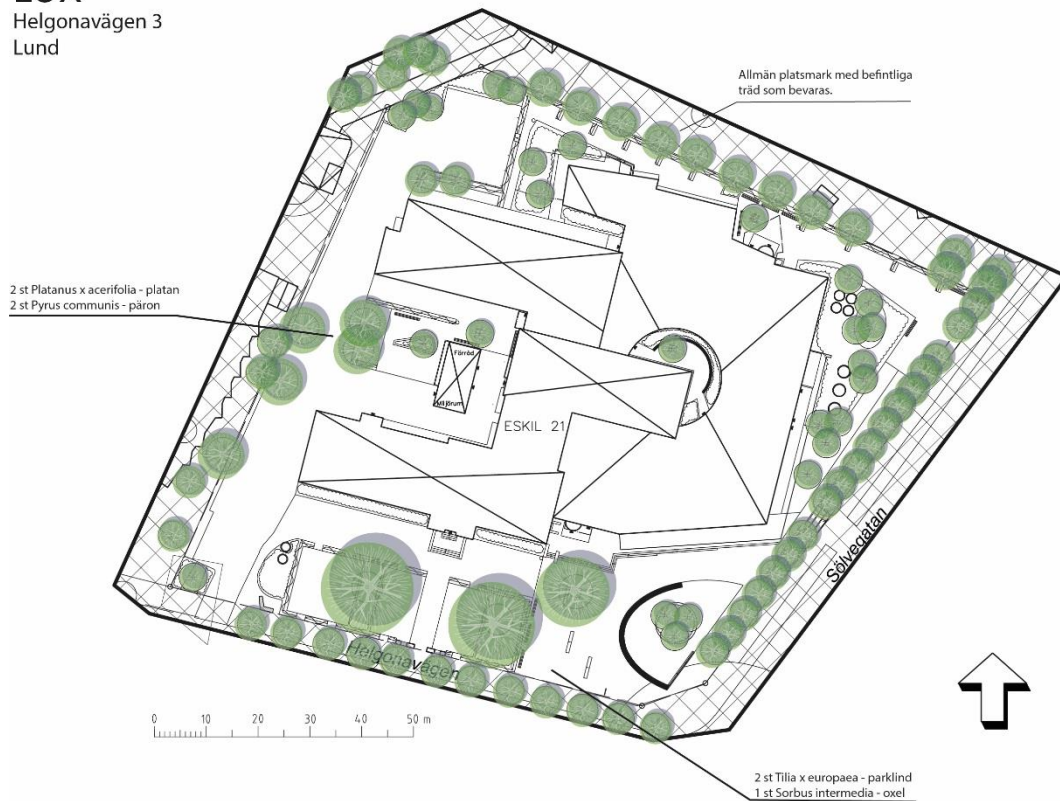 Helgonavägen 3
Lund
Allmän platsmark med befintliga
träd som bevaras.
2 st Platanus x acerifolia - platan
2 st Pyrus communis - päron
Förråd
Miljörum
ESKIL 21
Sölvegatan
Helgonavägen
0 10 20 30 40 50 m
2 st Tilia x europaea - parklind
1 st Sorbus intermedia - oxel